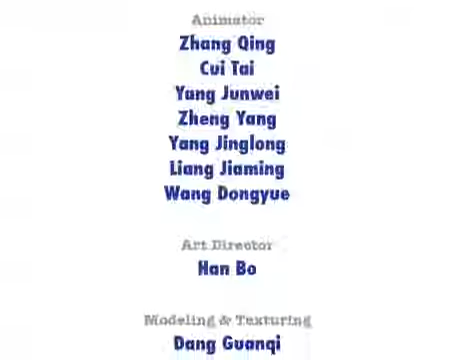 Animator
Zhang Qing
Cui Tai
Yang Junwei
Zheng Yang
Yang Jinglong
Liang Jiaming
Wang Dongyue
Art Director
Han Bo
Modeling & Texturing
Dang Guanqi